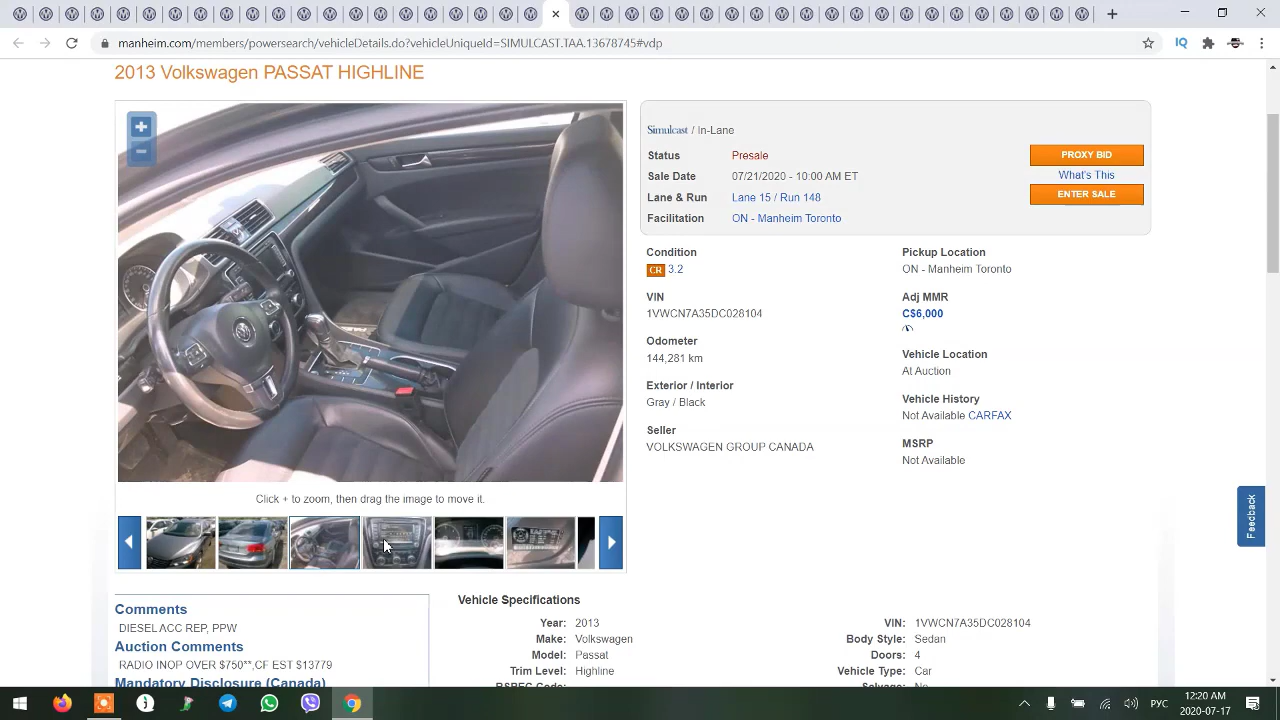 manheim.com/members/powersearch/vehicleDetails.do?vehicleUniqueId=SIMULCAST.TAA.13678745#vdp
IQ
2013 Volkswagen PASSAT HIGHLINE
Simulcast / In-Lane
Status Presale
Sale Date 07/21/2020 - 10:00 AM ET
Lane & Run Lane 15 / Run 148
Facilitation ON - Manheim Toronto
PROXY BID
What's This
ENTER SALE
Condition
CR 3.2
VIN
1VWCN7A35DC028104
Odometer
144,281 km
Exterior / Interior
Gray / Black
Seller
VOLKSWAGEN GROUP CANADA
Pickup Location
ON - Manheim Toronto
Adj MMR
C$6,000
Vehicle Location
At Auction
Vehicle History
Not Available CARFAX
MSRP
Not Available
Click + to zoom, then drag the image to move it.
Feedback
Comments
DIESEL ACC REP, PPW
Auction Comments
RADIO INOP OVER $750**,CF EST $13779
Mandatory Disclosure (Canada)
Vehicle Specifications
Year: 2013
Make: Volkswagen
Model: Passat
Trim Level: Highline
VIN: 1VWCN7A35DC028104
Body Style: Sedan
Doors: 4
Vehicle Type: Car
РУС
12:20 AM
2020-07-17